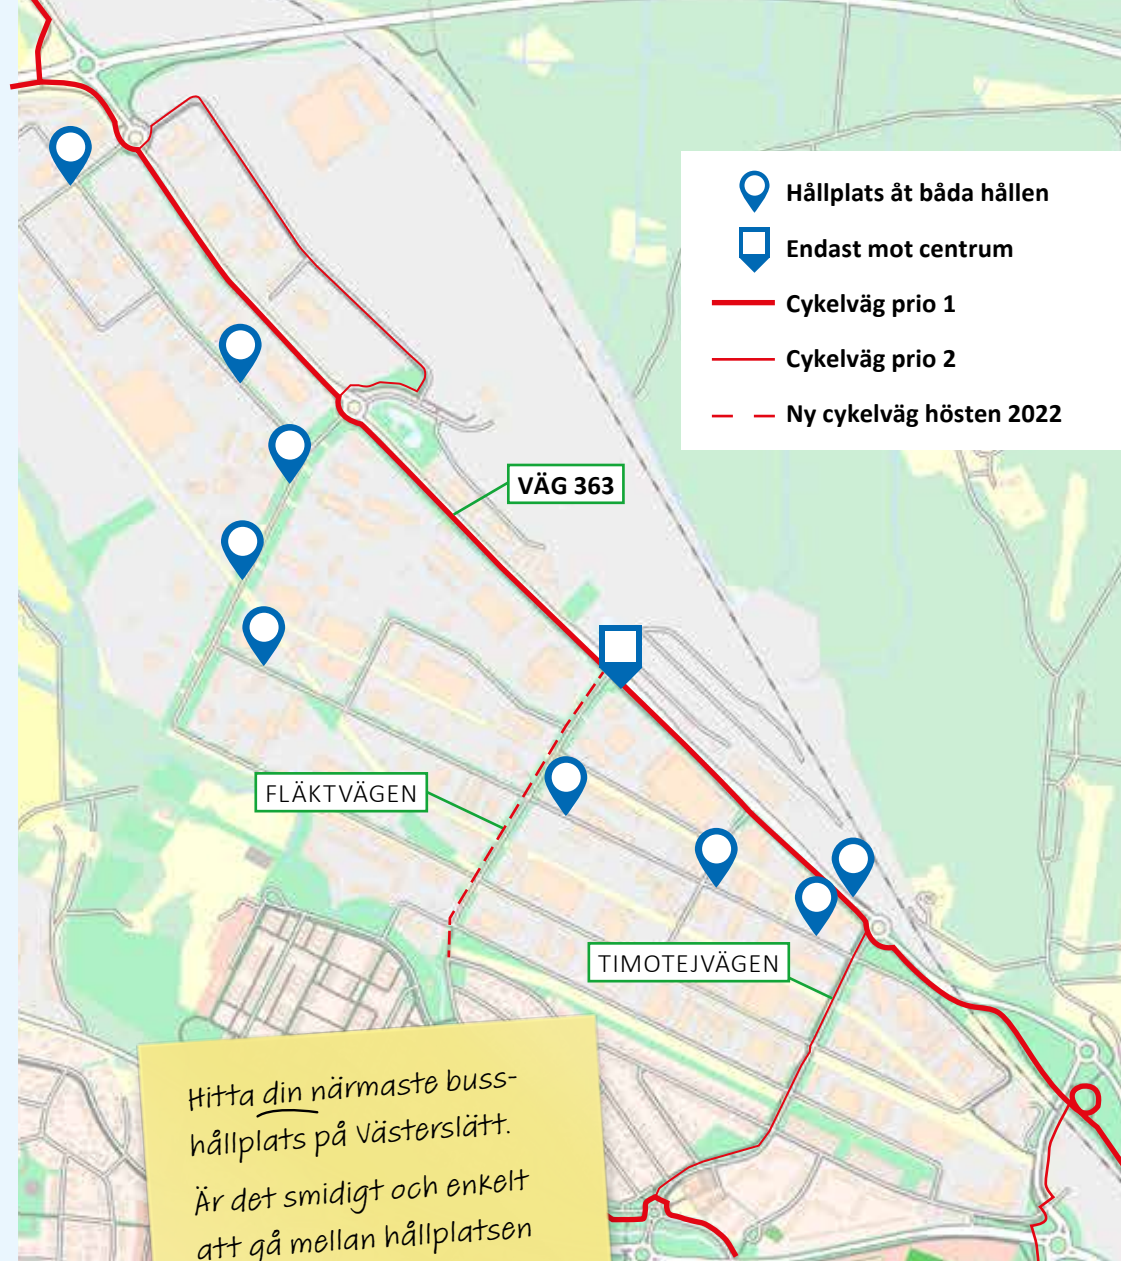 Hållplats åt båda hållen
Endast mot centrum
Cykelväg prio 1
Cykelväg prio 2
Ny cykelväg hösten 2022
VÄG 363
FLÄKTVÄGEN
TIMOTEJVÄGEN
Hitta din närmaste buss-
hållplats på Västerslätt.
Är det smidigt och enkelt
att gå mellan hållplatsen